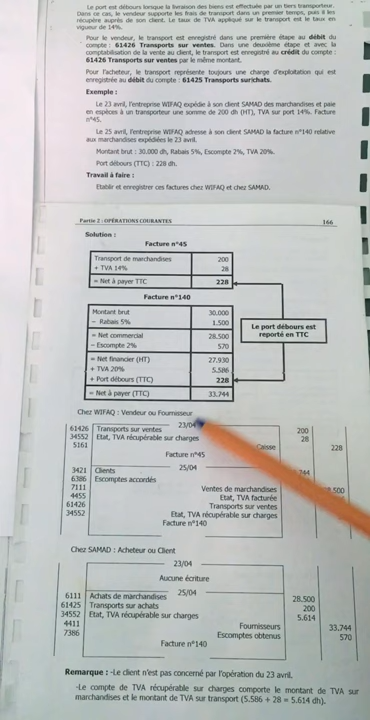 Le port est débours lorsque la livraison des biens est effectuée par un tiers transporteur.
Dans ce cas, le vendeur supporte les frais de transport dans un premier temps, puis il les
récupère auprès de son client. Le taux de TVA appliqué sur le transport est le taux en
vigueur de 14%.
Pour le vendeur, le transport est enregistré dans une première étape au débit du
compte : 61426 Transports sur ventes. Dans une deuxième étape et avec la
comptabilisation de la vente au client, le transport est enregistré au crédit du compte :
61426 Transports sur ventes par le même montant.
Pour l'acheteur, le transport représente toujours une charge d'exploitation qui est
enregistrée au débit du compte : 61425 Transports surichats.
Exemple :
Le 23 avril, l'entreprise WIFAQ expédie à son client SAMAD des marchandises et paie
en espèces à un transporteur une somme de 200 dh (HT), TVA sur port 14%. Facture
n°45.
Le 25 avril, l'entreprise WIFAQ adresse à son client SAMAD la facture n°140 relative
aux marchandises expédiées le 23 avril.
Montant brut : 30.000 dh, Rabais 5%, Escompte 2%, TVA 20%.
Port débours (TTC) : 228 dh.
Travail à faire :
Etablir et enregistrer ces factures chez WIFAQ et chez SAMAD.
Partie 2 : OPÉRATIONS COURANTES 166
Solution :
Facture n°45
Transport de marchandises 200
+ TVA 14% 28
= Net à payer TTC 228
Facture n°140
Montant brut 30.000
- Rabais 5% 1.500
= Net commercial 28.500
- Escompte 2% 570
= Net financier (HT) 27.930
+ TVA 20% 5.586
+ Port débours (TTC) 228
= Net à payer (TTC) 33.744
Le port débours est
reporté en TTC
Chez WIFAQ : Vendeur ou Fournisseur
23/04
61426 Transports sur ventes 200
34552 Etat, TVA récupérable sur charges 28
5161 Caisse 228
Facture n°45
25/04
3421 Clients 744
6386 Escomptes accordés
7111 Ventes de marchandises .500
4455 Etat, TVA facturée
61426 Transports sur ventes
34552 Etat, TVA récupérable sur charges
Facture n°140
Chez SAMAD : Acheteur ou Client
23/04
Aucune écriture
25/04
6111 Achats de marchandises 28.500
61425 Transports sur achats 200
34552 Etat, TVA récupérable sur charges 5.614
4411 Fournisseurs 33.744
7386 Escomptes obtenus 570
Facture n°140
Remarque : -Le client n'est pas concerné par l'opération du 23 avril.
-Le compte de TVA récupérable sur charges comporte le montant de TVA sur
marchandises et le montant de TVA sur transport (5.586 + 28 = 5.614 dh).